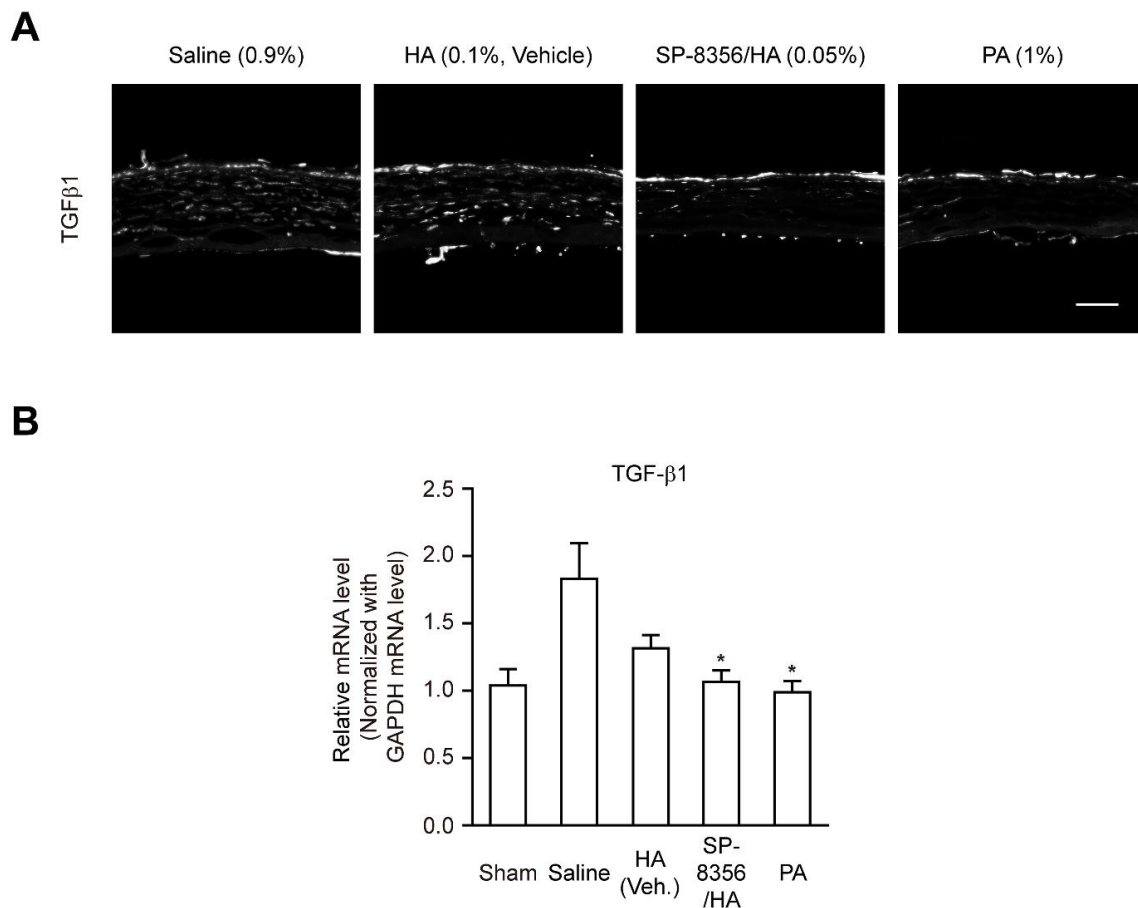 A
Saline (0.9%)
HA (0.1%, Vehicle)
SP-8356/HA (0.05%)
PA (1%)
TGFβ1
B
TGF-β1
Relative mRNA level
(Normalized with
GAPDH mRNA level)
2.5
2.0
1.5
1.0
0.5
0.0
*
*
Sham
Saline
HA
(Veh.)
SP-
8356
/HA
PA